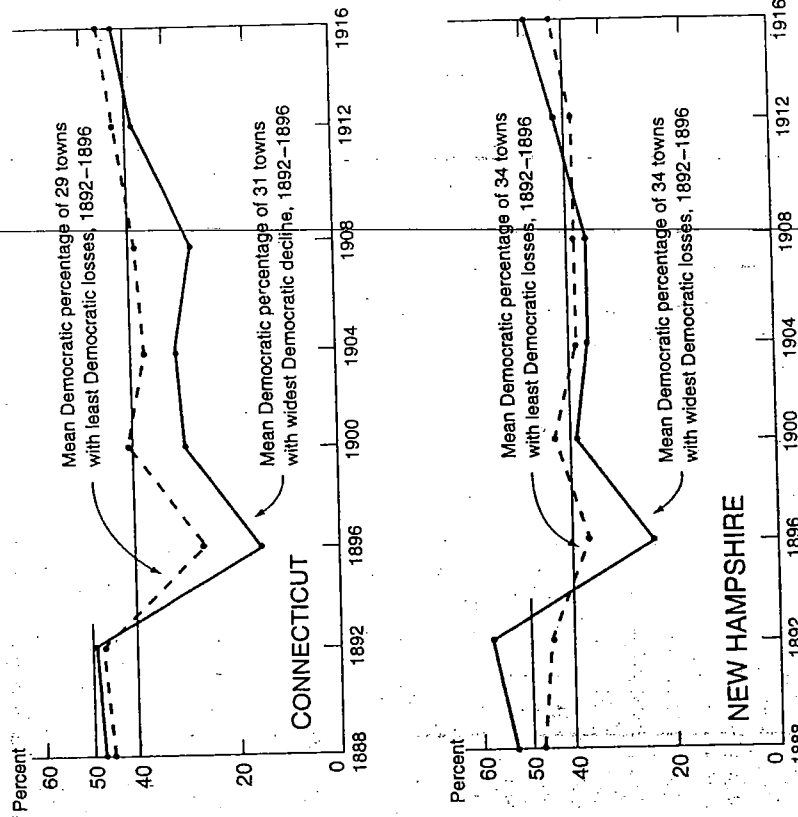 Percent
60
40
20
0
Mean Democratic percentage of 29 towns
with least Democratic losses, 1892–1896
Mean Democratic percentage of 31 towns
with widest Democratic decline, 1892–1896
CONNECTICUT
1888
1892
1896
1900
1904
1908
1912
1916
Percent
60
50
40
20
0
Mean Democratic percentage of 34 towns
with least Democratic losses, 1892–1896
Mean Democratic percentage of 34 towns
with widest Democratic losses, 1892–1896
NEW HAMPSHIRE
1888
1892
1896
1900
1904
1908
1912
1916